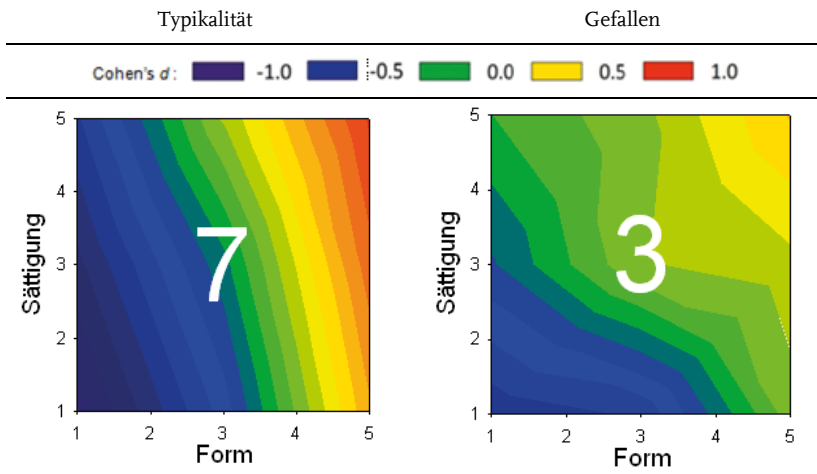 Typikalität Gefallen
Cohen's d: -1.0 -0.5 0.0 0.5 1.0
5 5
4 4
Sättigung 7 Sättigung 3
3 3
2 2
1 1
1 2 3 4 5 1 2 3 4 5
Form Form